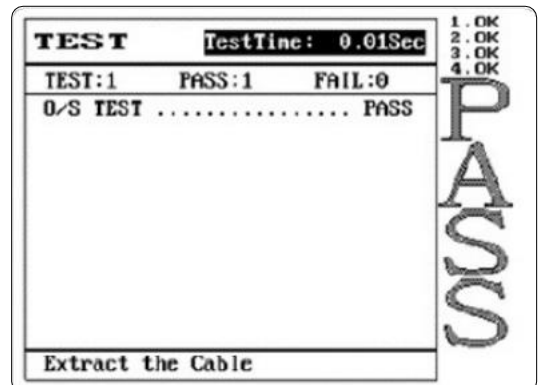 TEST TestTime: 0.01Sec
TEST:1 PASS:1 FAIL:0
O/S TEST ................ PASS
Extract the Cable
1.OK
2.OK
3.OK
4.OK
PASS